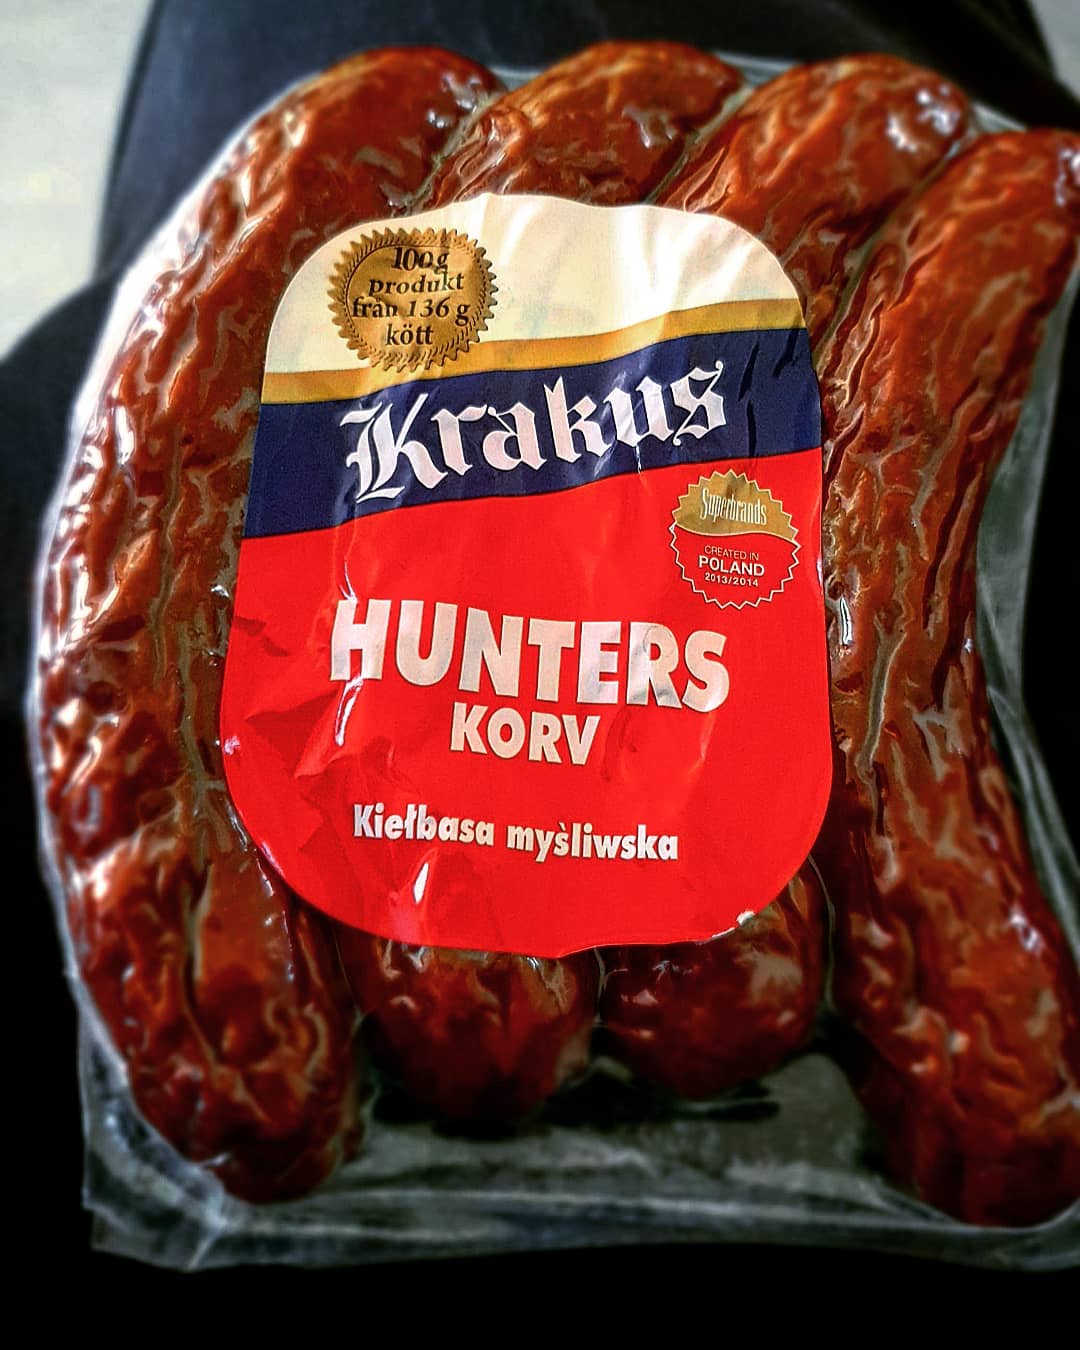 100g
produkt
från 136 g
kött
Krakus
Superbrands
CREATED IN
POLAND
2013/2014
HUNTERS
KORV
Kiełbasa myśliwska